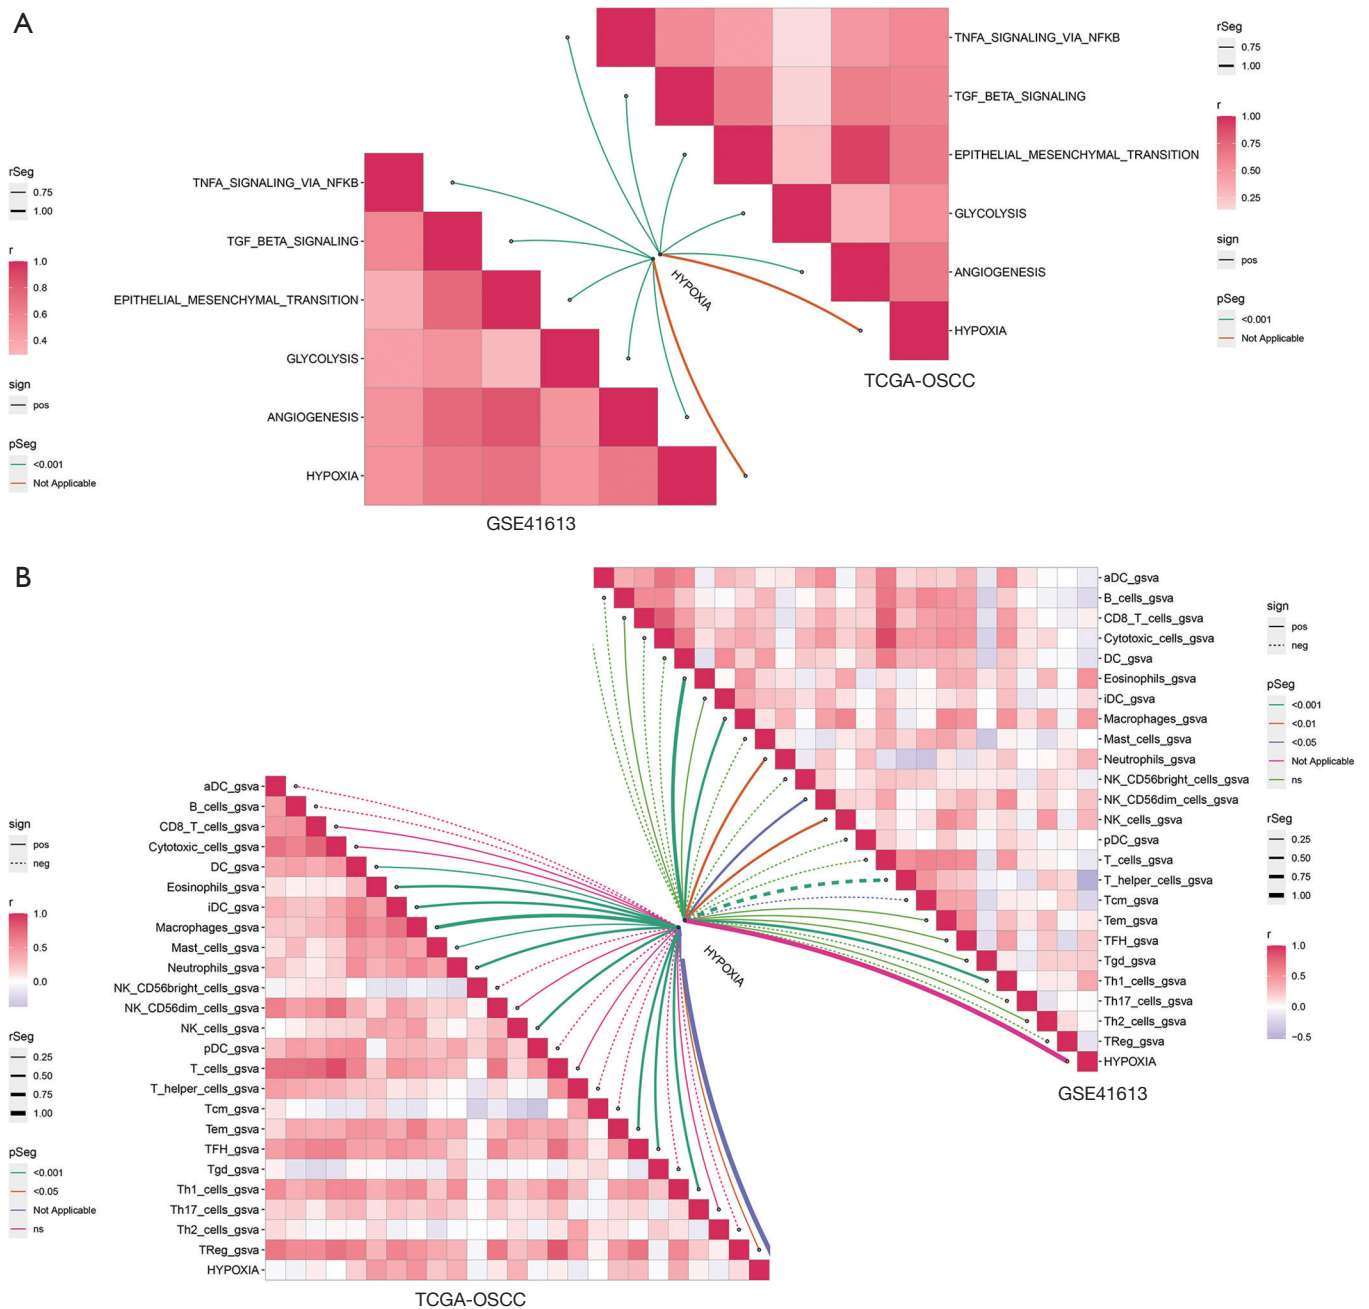 A
rSeg
0.75
1.00
r
1.0
0.8
0.6
0.4
sign
pos
pSeg
<0.001
Not Applicable
TNFA_SIGNALING_VIA_NFKB
TGF_BETA_SIGNALING
EPITHELIAL_MESENCHYMAL_TRANSITION
GLYCOLYSIS
ANGIOGENESIS
HYPOXIA
GSE41613
HYPOXIA
TNFA_SIGNALING_VIA_NFKB
TGF_BETA_SIGNALING
EPITHELIAL_MESENCHYMAL_TRANSITION
GLYCOLYSIS
ANGIOGENESIS
HYPOXIA
TCGA-OSCC
rSeg
0.75
1.00
r
1.00
0.75
0.50
0.25
sign
pos
pSeg
<0.001
Not Applicable
B
sign
pos
neg
r
1.0
0.5
0.0
rSeg
0.25
0.50
0.75
1.00
pSeg
<0.001
<0.05
Not Applicable
ns
aDC_gsva
B_cells_gsva
CD8_T_cells_gsva
Cytotoxic_cells_gsva
DC_gsva
Eosinophils_gsva
iDC_gsva
Macrophages_gsva
Mast_cells_gsva
Neutrophils_gsva
NK_CD56bright_cells_gsva
NK_CD56dim_cells_gsva
NK_cells_gsva
pDC_gsva
T_cells_gsva
T_helper_cells_gsva
Tcm_gsva
Tem_gsva
TFH_gsva
Tgd_gsva
Th1_cells_gsva
Th17_cells_gsva
Th2_cells_gsva
TReg_gsva
HYPOXIA
TCGA-OSCC
HYPOXIA
aDC_gsva
B_cells_gsva
CD8_T_cells_gsva
Cytotoxic_cells_gsva
DC_gsva
Eosinophils_gsva
iDC_gsva
Macrophages_gsva
Mast_cells_gsva
Neutrophils_gsva
NK_CD56bright_cells_gsva
NK_CD56dim_cells_gsva
NK_cells_gsva
pDC_gsva
T_cells_gsva
T_helper_cells_gsva
Tcm_gsva
Tem_gsva
TFH_gsva
Tgd_gsva
Th1_cells_gsva
Th17_cells_gsva
Th2_cells_gsva
TReg_gsva
HYPOXIA
GSE41613
sign
pos
neg
pSeg
<0.001
<0.01
<0.05
Not Applicable
ns
rSeg
0.25
0.50
0.75
1.00
r
1.0
0.5
0.0
−0.5